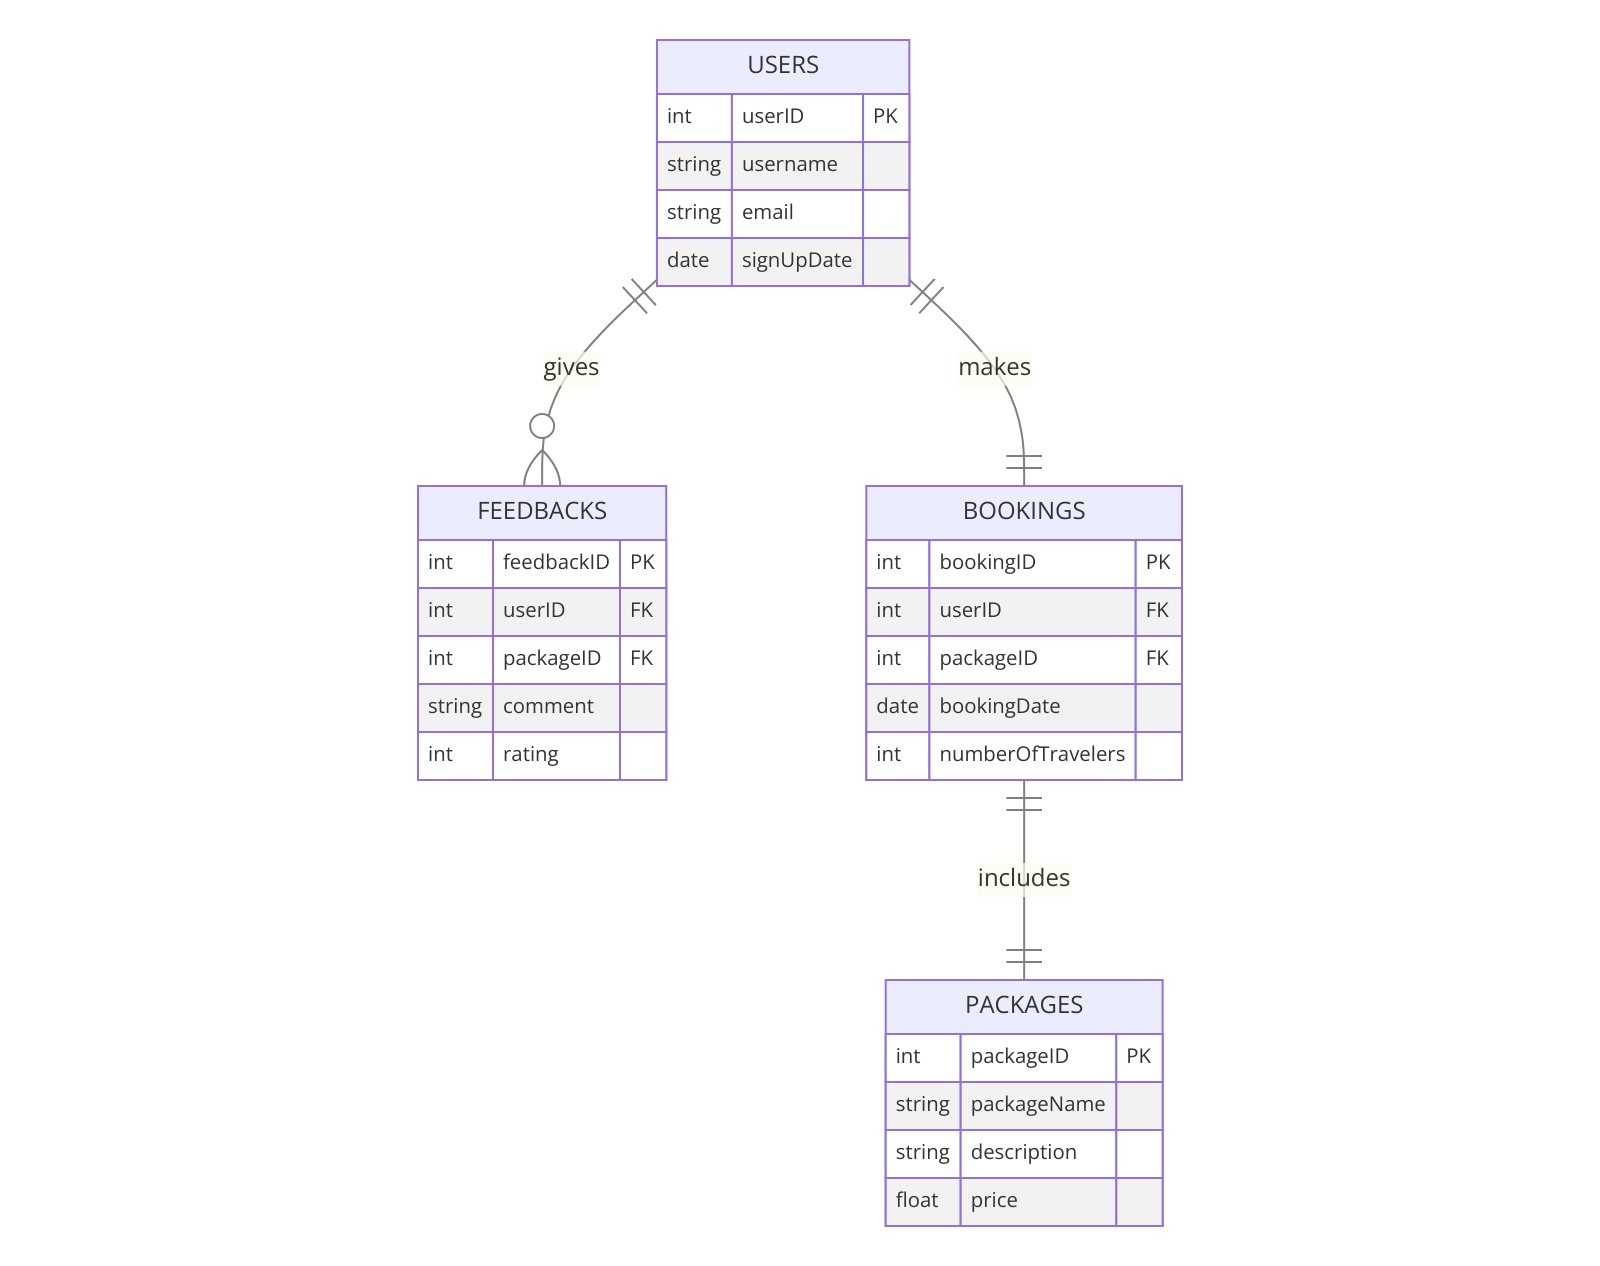 USERS
int userID PK
string username
string email
date signUpDate
gives
makes
FEEDBACKS
int feedbackID PK
int userID FK
int packageID FK
string comment
int rating
BOOKINGS
int bookingID PK
int userID FK
int packageID FK
date bookingDate
int numberOfTravelers
includes
PACKAGES
int packageID PK
string packageName
string description
float price